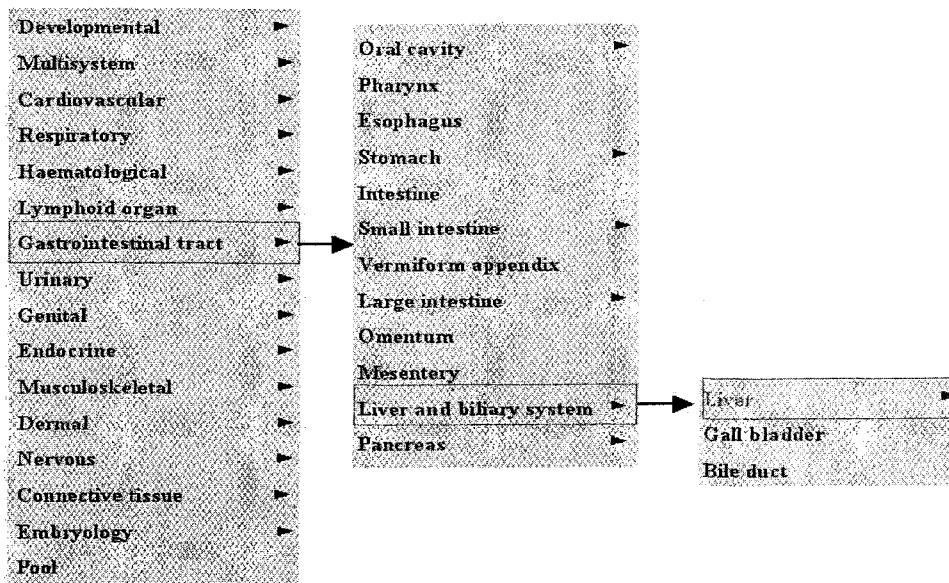 Developmental
Multisystem
Cardiovascular
Respiratory
Haematological
Lymphoid organ
Gastrointestinal tract
Urinary
Genital
Endocrine
Musculoskeletal
Dermal
Nervous
Connective tissue
Embryology
Pool
Oral cavity
Pharynx
Esophagus
Stomach
Intestine
Small intestine
Vermiform appendix
Large intestine
Omentum
Mesentery
Liver and biliary system
Pancreas
Liver
Gall bladder
Bile duct